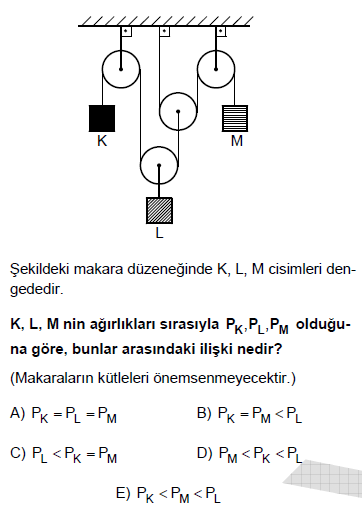 K
M
L
Şekildeki makara düzeneğinde K, L, M cisimleri den-
gededir.
K, L, M nin ağırlıkları sırasıyla P_K,P_L,P_M olduğu-
na göre, bunlar arasındaki ilişki nedir?
(Makaraların kütleleri önemsenmeyecektir.)
A) P_K = P_L = P_M B) P_K = P_M < P_L
C) P_L < P_K = P_M D) P_M < P_K < P_L
E) P_K < P_M < P_L